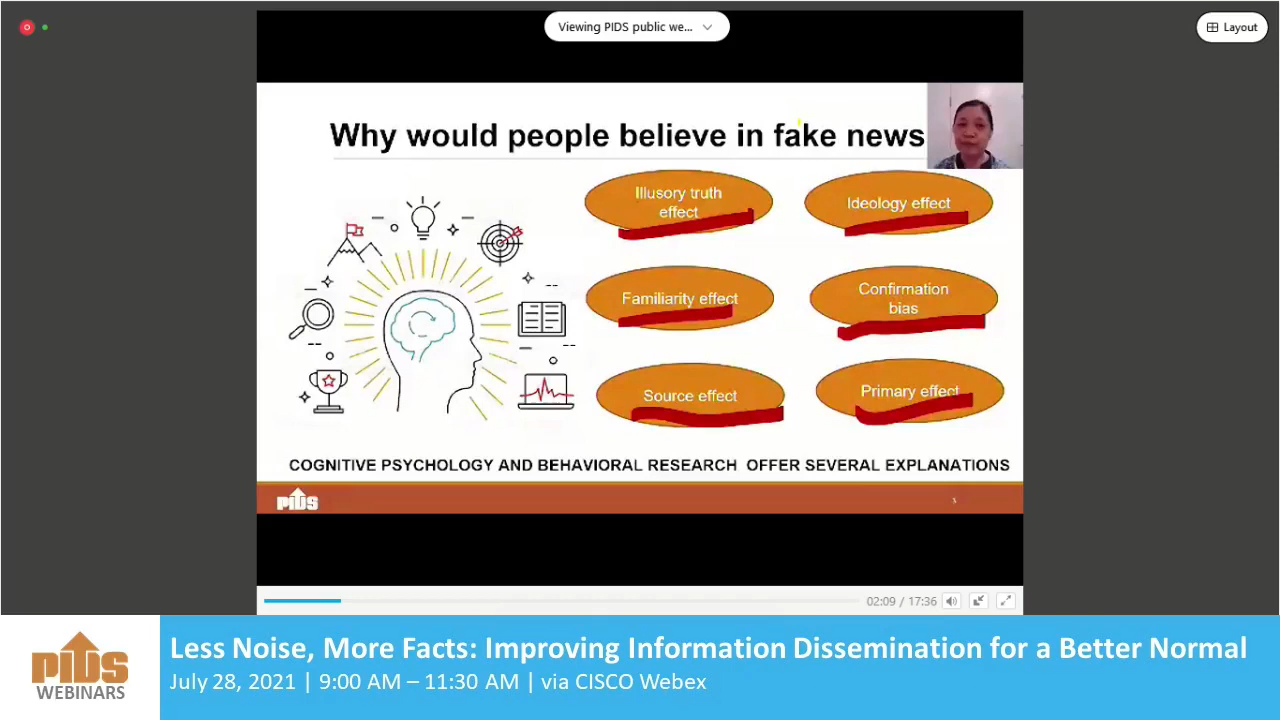 Viewing PIDS public we...
Layout
Why would people believe in fake news
Illusory truth
effect
Ideology effect
Familiarity effect
Confirmation
bias
Source effect
Primary effect
COGNITIVE PSYCHOLOGY AND BEHAVIORAL RESEARCH OFFER SEVERAL EXPLANATIONS
PIDS
02:09 / 17:36
PIDS
WEBINARS
Less Noise, More Facts: Improving Information Dissemination for a Better Normal
July 28, 2021 | 9:00 AM – 11:30 AM | via CISCO Webex